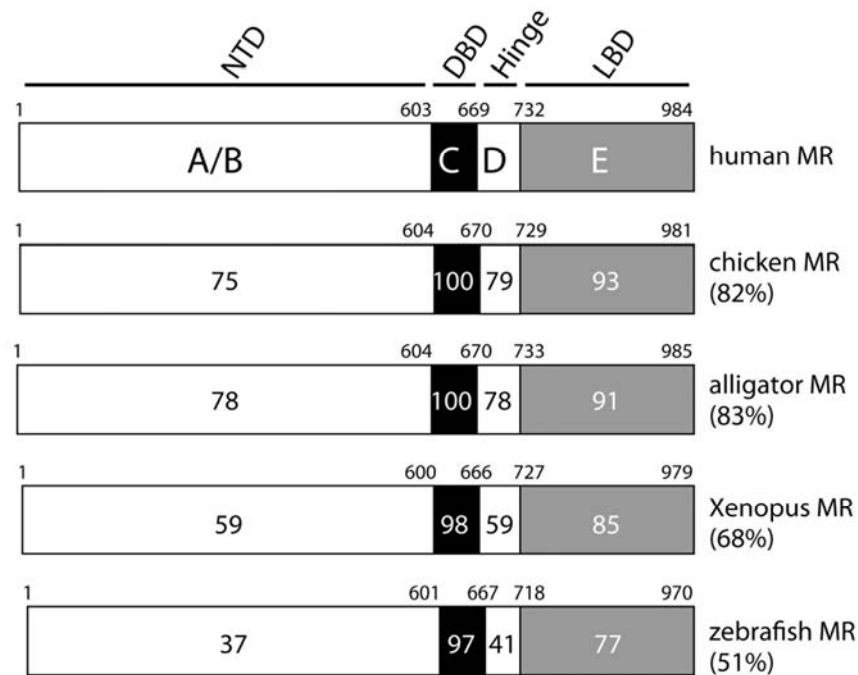 NTD DBD Hinge LBD
1 603 669 732 984
A/B C D E human MR
1 604 670 729 981
75 100 79 93 chicken MR
(82%)
1 604 670 733 985
78 100 78 91 alligator MR
(83%)
1 600 666 727 979
59 98 59 85 Xenopus MR
(68%)
1 601 667 718 970
37 97 41 77 zebrafish MR
(51%)